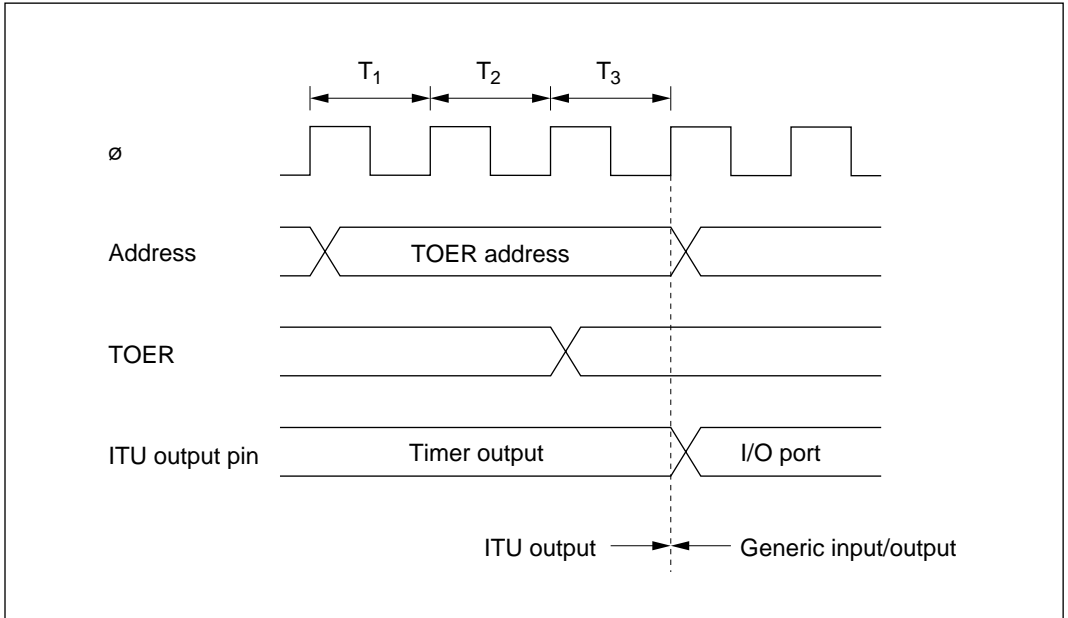 T1 T2 T3
ø
Address TOER address
TOER
ITU output pin Timer output I/O port
ITU output Generic input/output